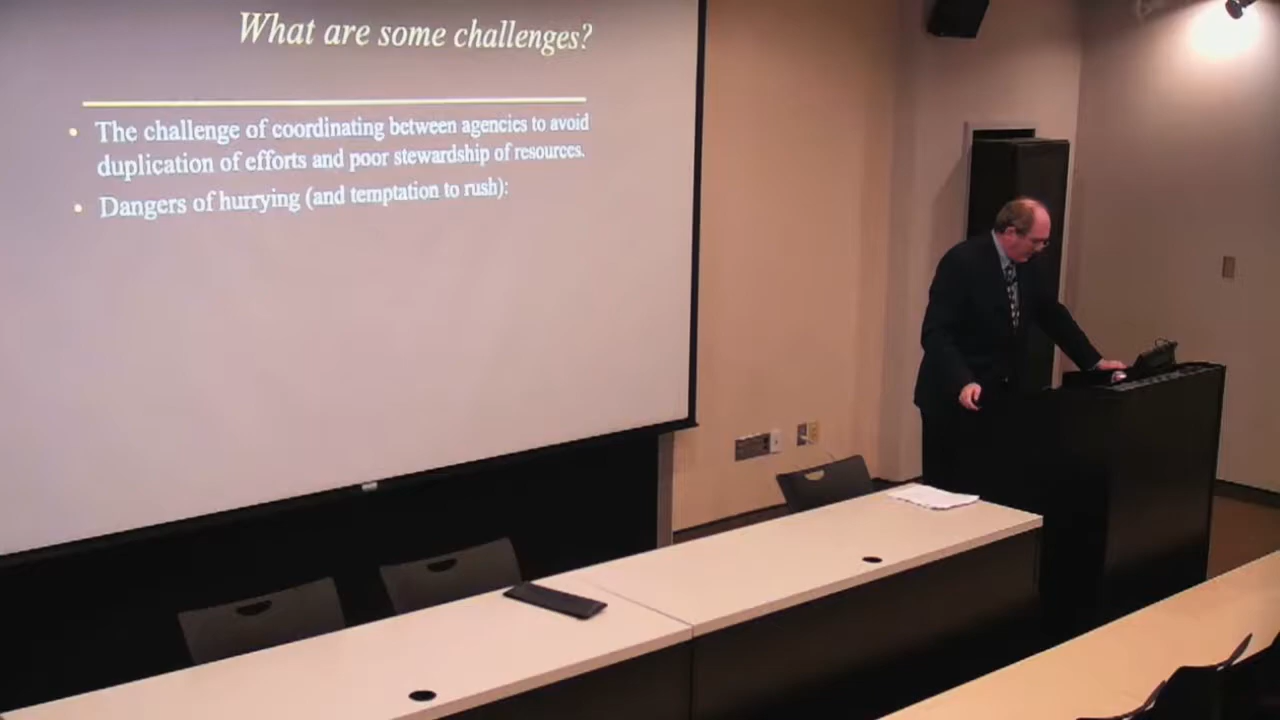 What are some challenges?
• The challenge of coordinating between agencies to avoid
duplication of efforts and poor stewardship of resources.
• Dangers of hurrying (and temptation to rush):